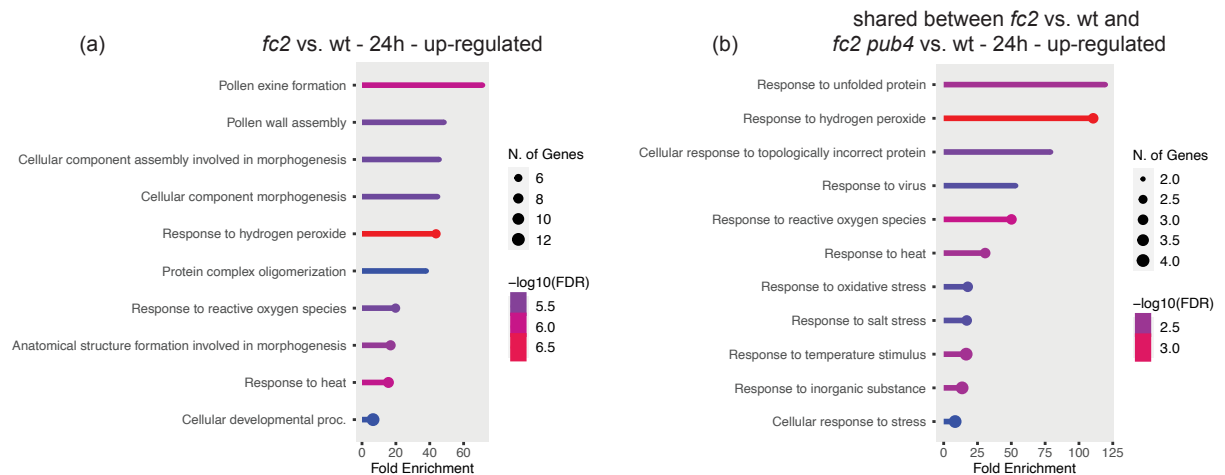 (a)
fc2 vs. wt - 24h - up-regulated
Pollen exine formation
Pollen wall assembly
Cellular component assembly involved in morphogenesis
Cellular component morphogenesis
Response to hydrogen peroxide
Protein complex oligomerization
Response to reactive oxygen species
Anatomical structure formation involved in morphogenesis
Response to heat
Cellular developmental proc.
0 20 40 60
Fold Enrichment
N. of Genes
6
8
10
12
−log10(FDR)
5.5
6.0
6.5
(b)
shared between fc2 vs. wt and
fc2 pub4 vs. wt - 24h - up-regulated
Response to unfolded protein
Response to hydrogen peroxide
Cellular response to topologically incorrect protein
Response to virus
Response to reactive oxygen species
Response to heat
Response to oxidative stress
Response to salt stress
Response to temperature stimulus
Response to inorganic substance
Cellular response to stress
0 25 50 75 100 125
Fold Enrichment
N. of Genes
2.0
2.5
3.0
3.5
4.0
−log10(FDR)
2.5
3.0